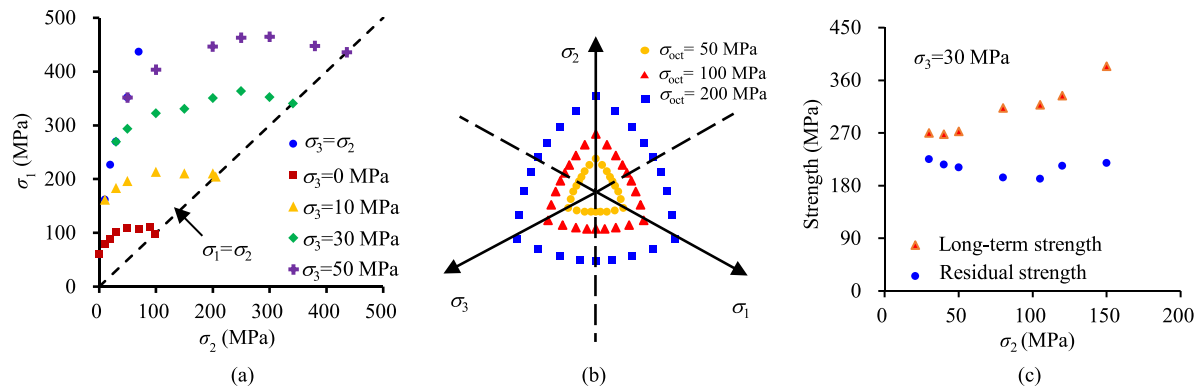 500
400
300
200
100
0
σ1 (MPa)
0 100 200 300 400 500
σ2 (MPa)
σ3=σ2
σ3=0 MPa
σ3=10 MPa
σ3=30 MPa
σ3=50 MPa
σ1=σ2
(a)
σ2
σoct= 50 MPa
σoct= 100 MPa
σoct= 200 MPa
σ3
σ1
(b)
450
360
270
180
90
0
Strength (MPa)
σ3=30 MPa
Long-term strength
Residual strength
0 50 100 150 200
σ2 (MPa)
(c)